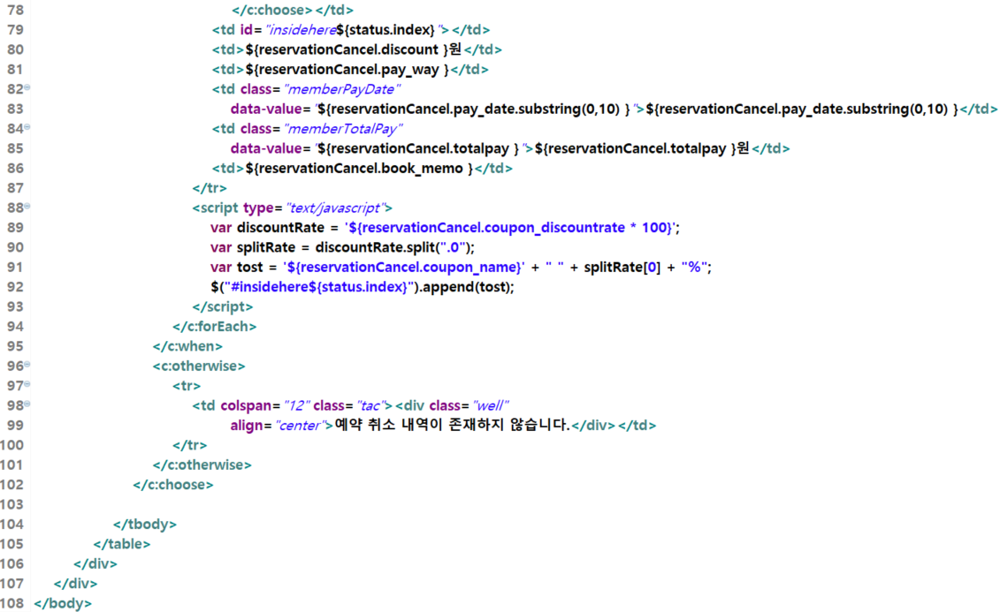 78 </c:choose></td>
79 <td id="insidehere${status.index}"></td>
80 <td>${reservationCancel.discount }원</td>
81 <td>${reservationCancel.pay_way }</td>
82 <td class="memberPayDate"
83 data-value="${reservationCancel.pay_date.substring(0,10) }">${reservationCancel.pay_date.substring(0,10) }</td>
84 <td class="memberTotalPay"
85 data-value="${reservationCancel.totalpay }">${reservationCancel.totalpay }원</td>
86 <td>${reservationCancel.book_memo }</td>
87 </tr>
88 <script type="text/javascript">
89 var discountRate = '${reservationCancel.coupon_discountrate * 100}';
90 var splitRate = discountRate.split(".0");
91 var tost = '${reservationCancel.coupon_name}' + " " + splitRate[0] + "%";
92 $("#insidehere${status.index}").append(tost);
93 </script>
94 </c:forEach>
95 </c:when>
96 <c:otherwise>
97 <tr>
98 <td colspan="12" class="tac"><div class="well"
99 align="center">예약 취소 내역이 존재하지 않습니다.</div></td>
100 </tr>
101 </c:otherwise>
102 </c:choose>
103
104 </tbody>
105 </table>
106 </div>
107 </div>
108 </body>